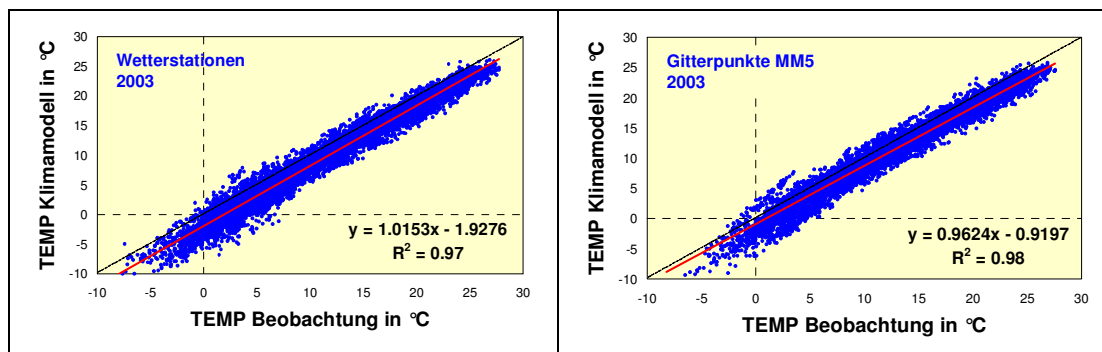 TEMP Klimamodell in °C
30
25
20
15
10
5
0
-5
-10
Wetterstationen
2003
y = 1.0153x - 1.9276
R² = 0.97
-10 -5 0 5 10 15 20 25 30
TEMP Beobachtung in °C
TEMP Klimamodell in °C
30
25
20
15
10
5
0
-5
-10
Gitterpunkte MM5
2003
y = 0.9624x - 0.9197
R² = 0.98
-10 -5 0 5 10 15 20 25 30
TEMP Beobachtung in °C